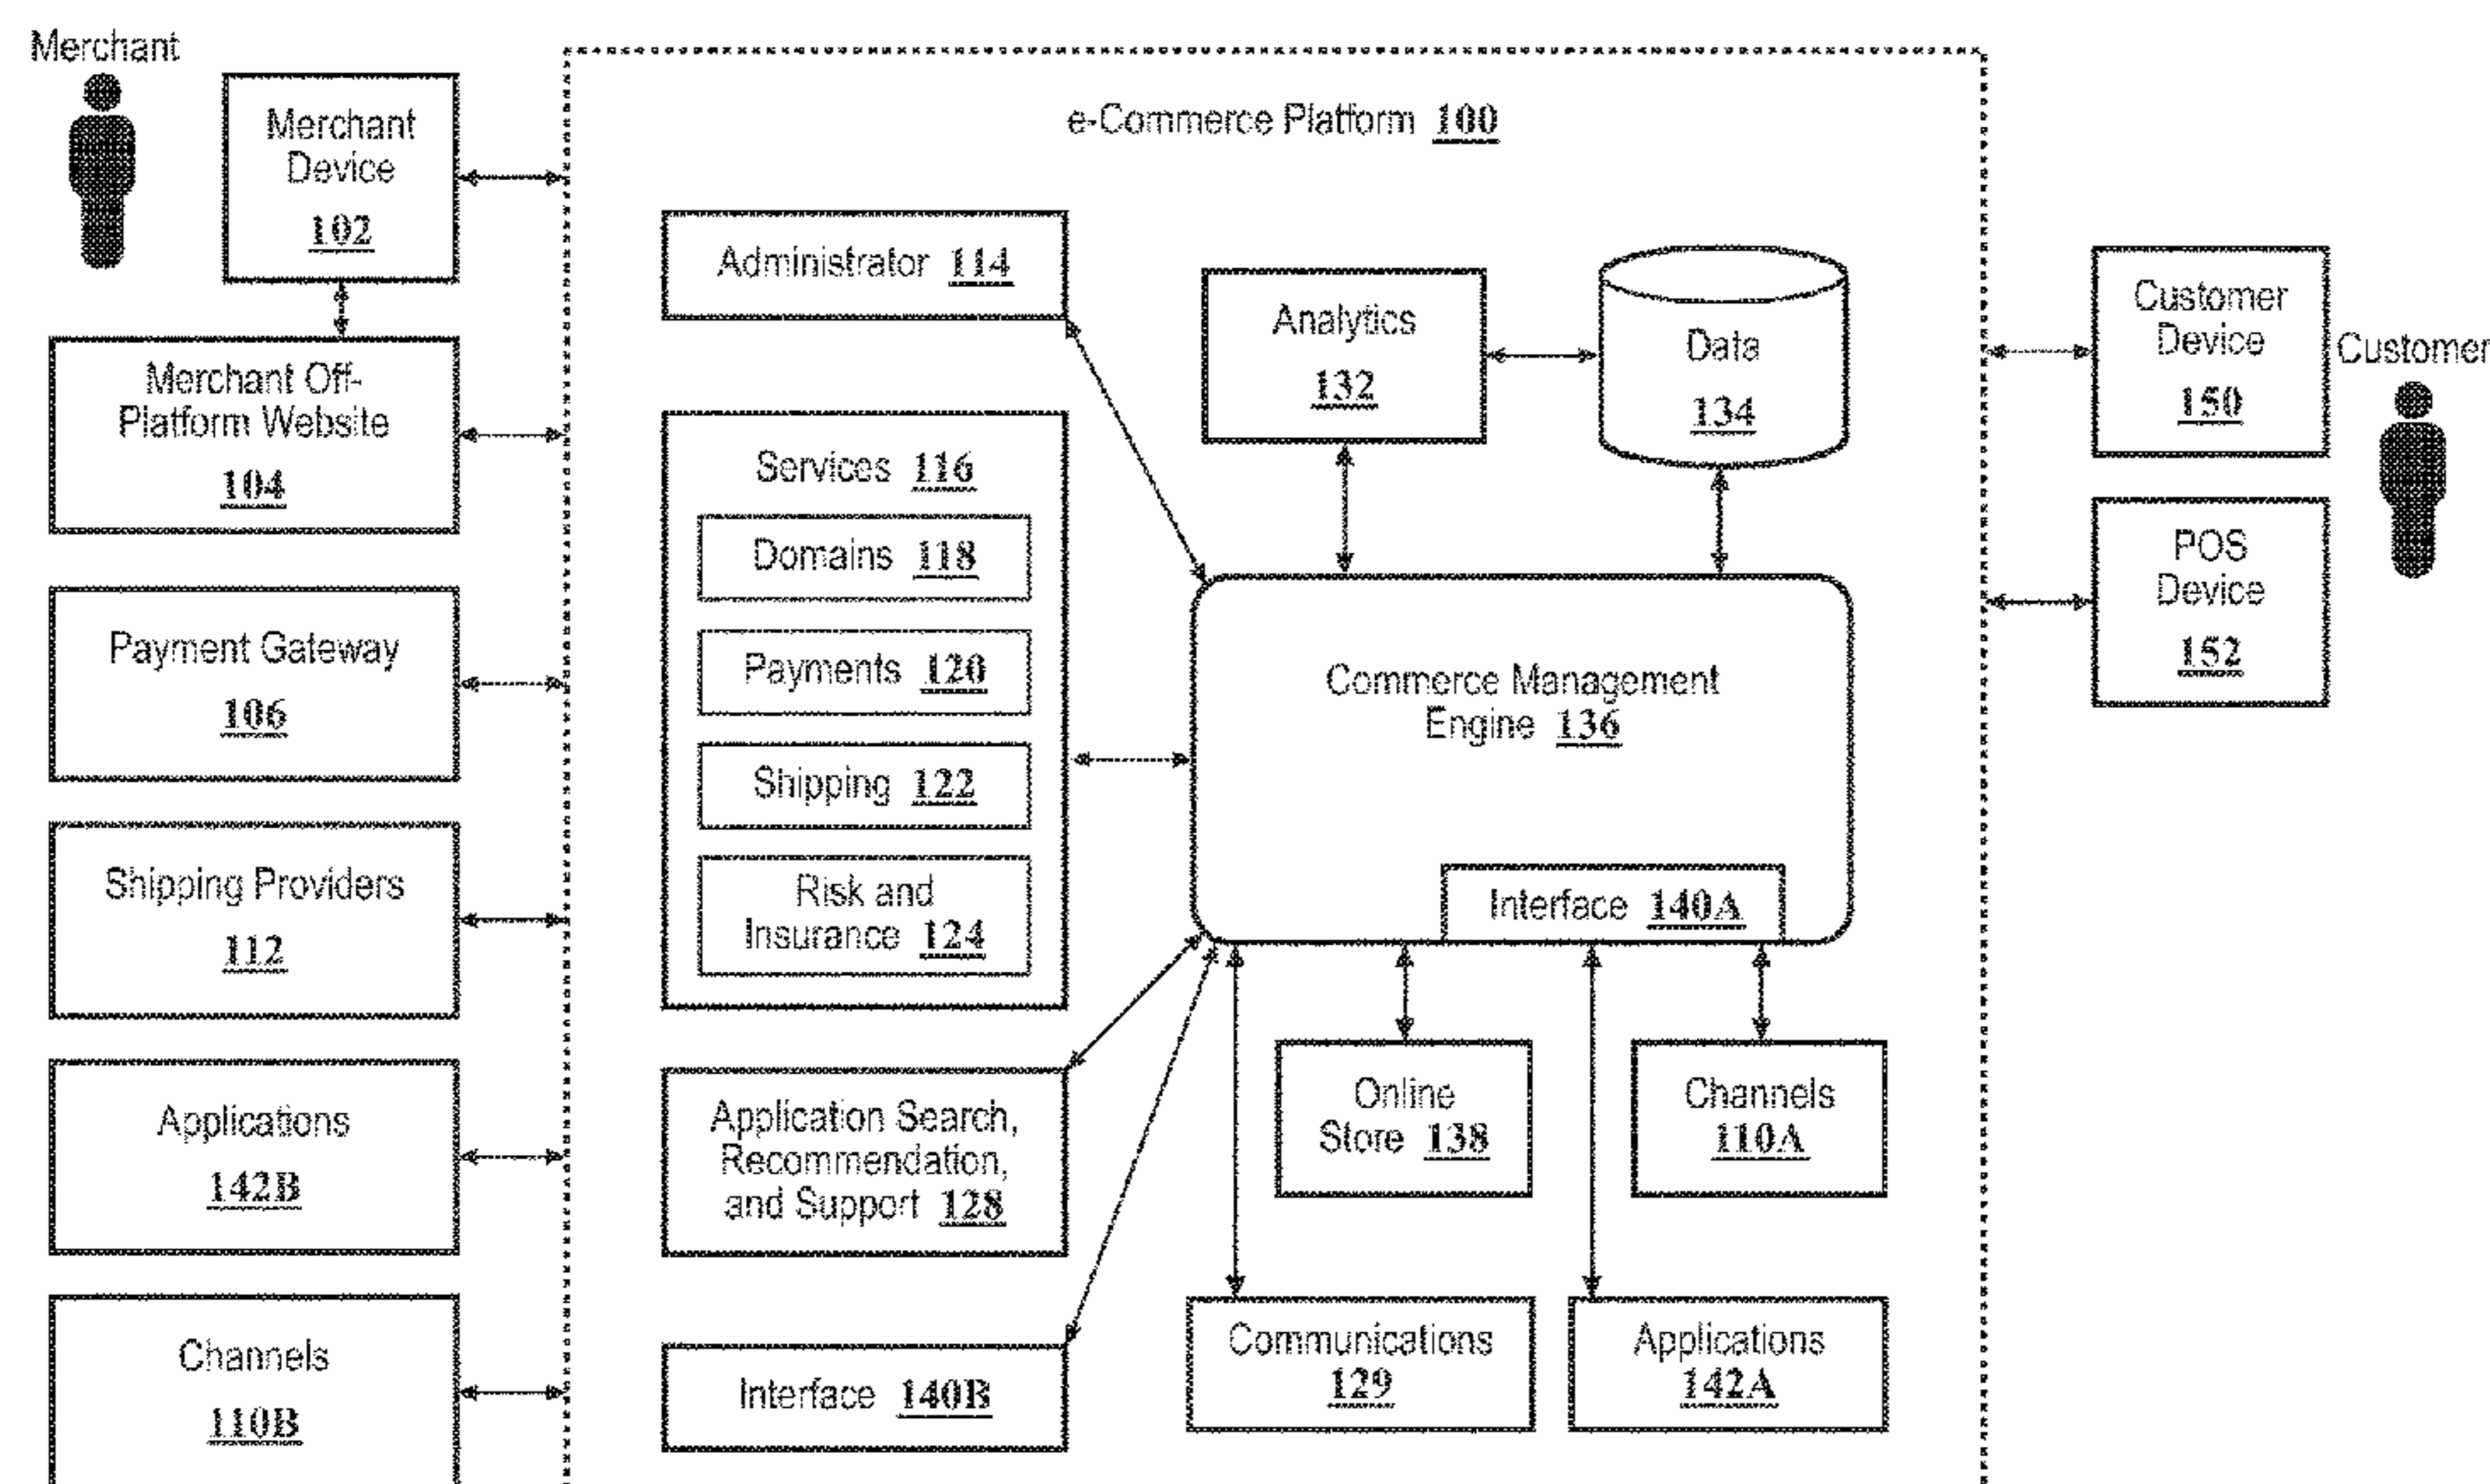 Merchant
Merchant
Device
102
Merchant Off-
Platform Website
104
Payment Gateway
106
Shipping Providers
112
Applications
142B
Channels
110B
e-Commerce Platform 100
Administrator 114
Services 116
Domains 118
Payments 120
Shipping 122
Risk and
Insurance 124
Application Search,
Recommendation,
and Support 128
Interface 140B
Analytics
132
Data
134
Commerce Management
Engine 136
Interface 140A
Online
Store 138
Channels
110A
Communications
129
Applications
142A
Customer
Device
150
Customer
POS
Device
152